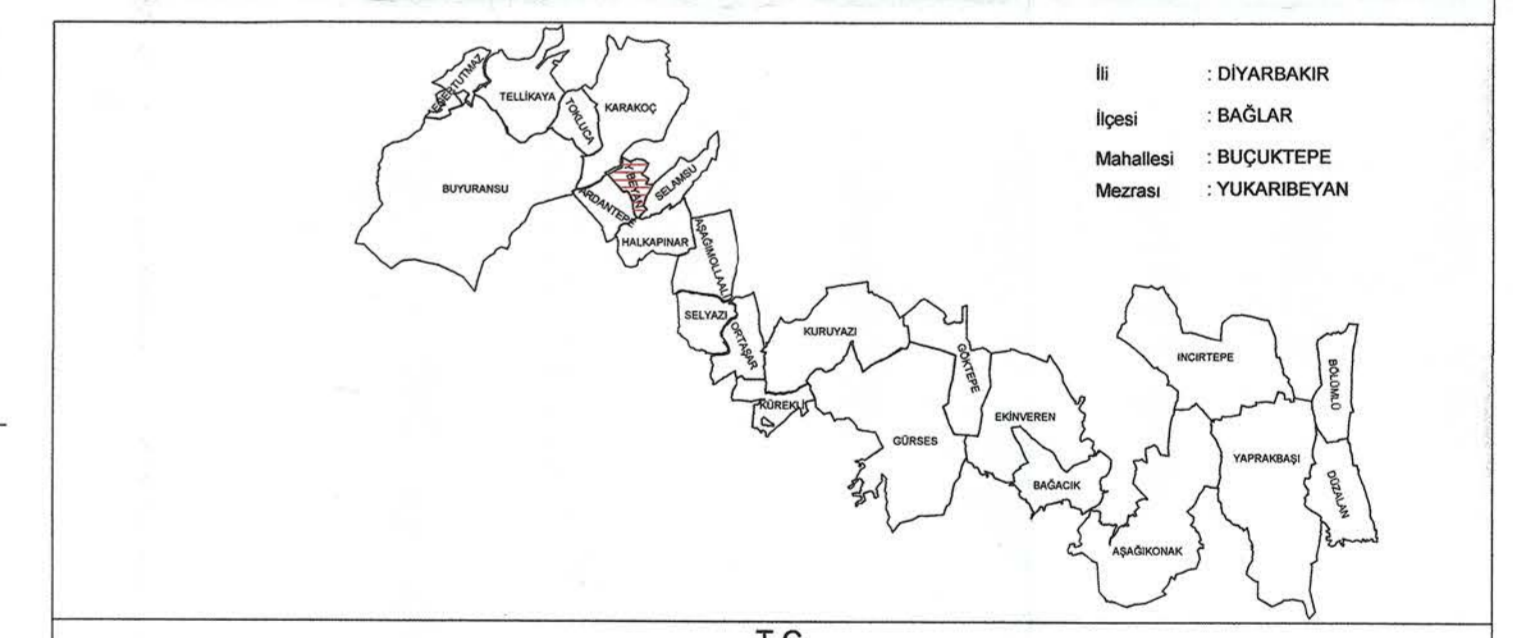 İli : DİYARBAKIR
İlçesi : BAĞLAR
Mahallesi : BUÇUKTEPE
Mezrası : YUKARIBEYAN
TELLİKAYA
TOKLUCA
KARAKOÇ
BUYURANSU
Y.BEYAN
SELAMSU
ARDANTEPE
HALKAPINAR
AŞAĞIMOLLAALİ
SELYAZI
ORTAŞAR
KURUYAZI
GÖKTEPE
İNCİRTEPE
BÖLÜMLÜ
KÜREKLİ
GÜRSES
EKİNVEREN
YAPRAKBAŞI
BAĞACIK
DÜZALAN
AŞAĞIKONAK
T.C.